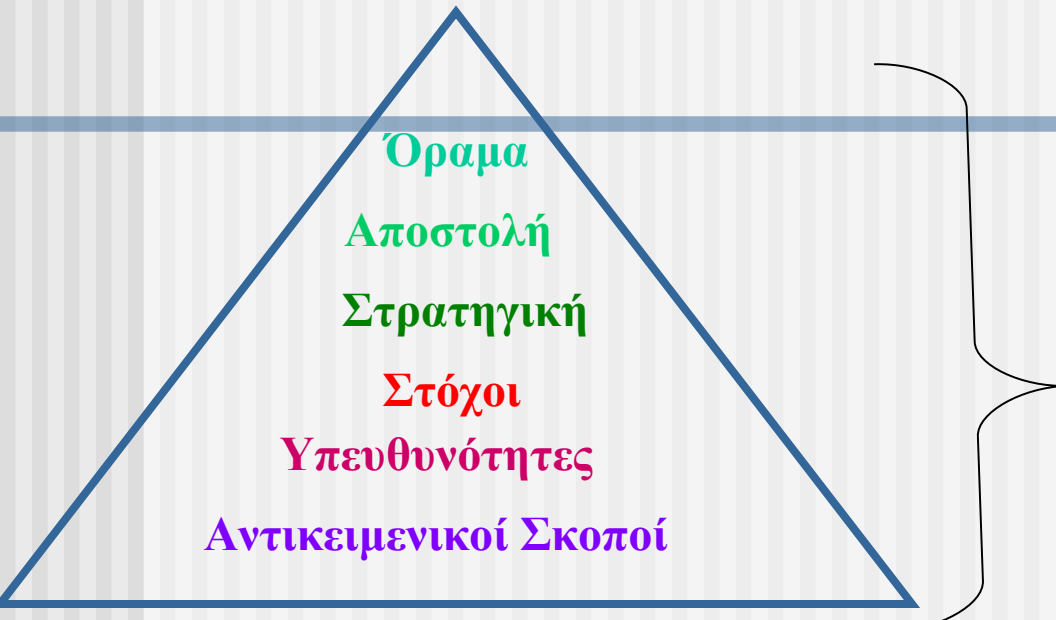 Όραμα
Αποστολή
Στρατηγική
Στόχοι
Υπευθυνότητες
Αντικειμενικοί Σκοποί